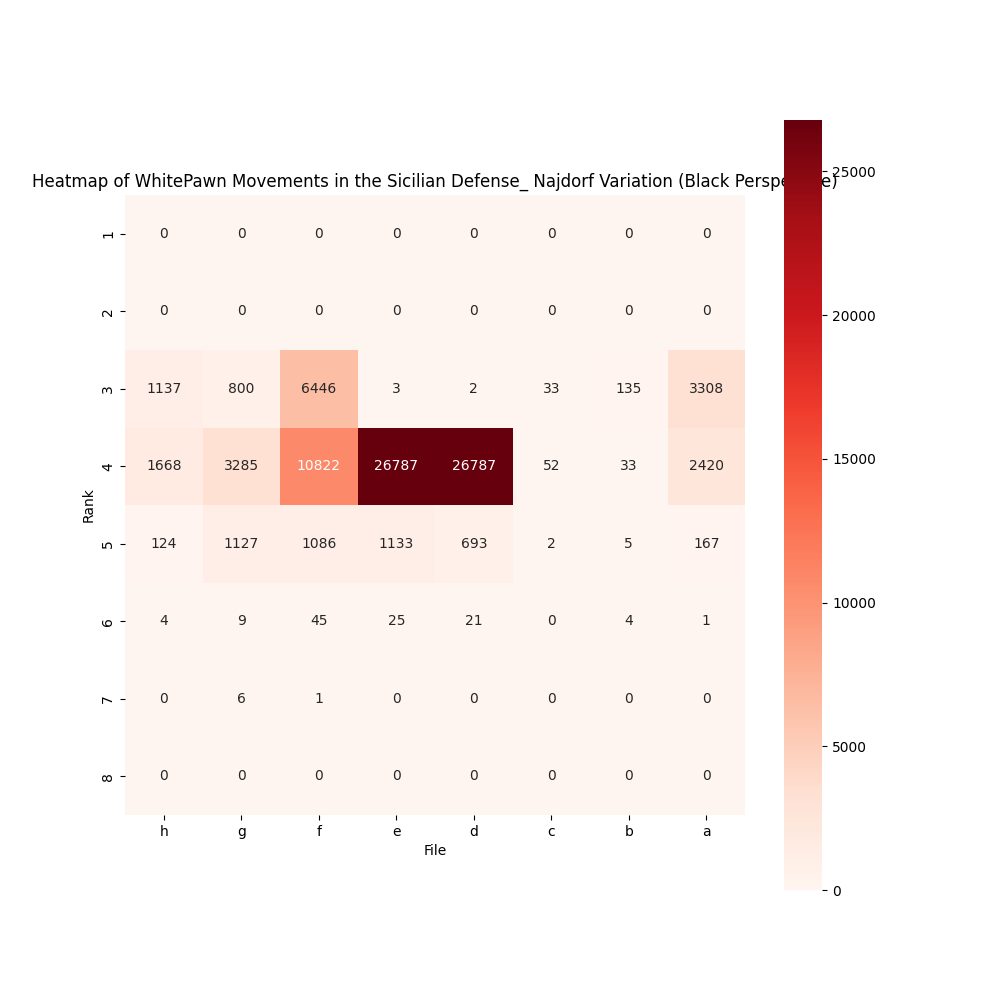 Heatmap of WhitePawn Movements in the Sicilian Defense_ Najdorf Variation (Black Perspe e)
25000
1 0 0 0 0 0 0 0 0
2 0 0 0 0 0 0 0 0
20000
3 1137 800 6446 3 2 33 135 3308
15000
4 1668 3285 10822 26787 26787 52 33 2420
Rank
5 124 1127 1086 1133 693 2 5 167
10000
6 4 9 45 25 21 0 4 1
7 0 6 1 0 0 0 0 0
5000
8 0 0 0 0 0 0 0 0
h g f e d c b a
File
0